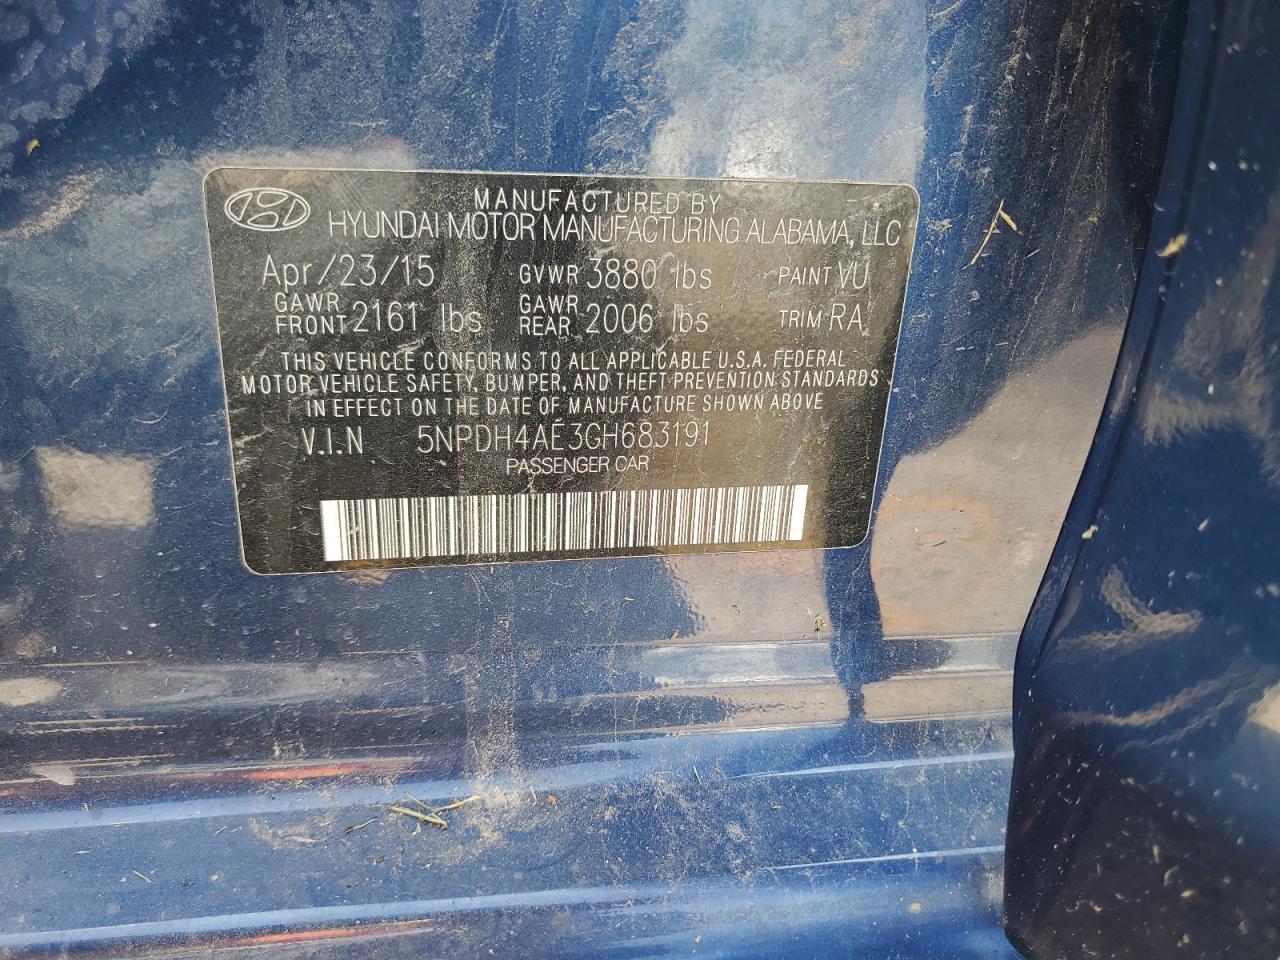 MANUFACTURED BY
HYUNDAI MOTOR MANUFACTURING ALABAMA, LLC
Apr/23/15 GVWR 3880 lbs PAINT VU
GAWR FRONT 2161 lbs GAWR REAR 2006 lbs TRIM RA
THIS VEHICLE CONFORMS TO ALL APPLICABLE U.S.A. FEDERAL
MOTOR VEHICLE SAFETY, BUMPER, AND THEFT PREVENTION STANDARDS
IN EFFECT ON THE DATE OF MANUFACTURE SHOWN ABOVE
V.I.N 5NPDH4AE3GH683191
PASSENGER CAR